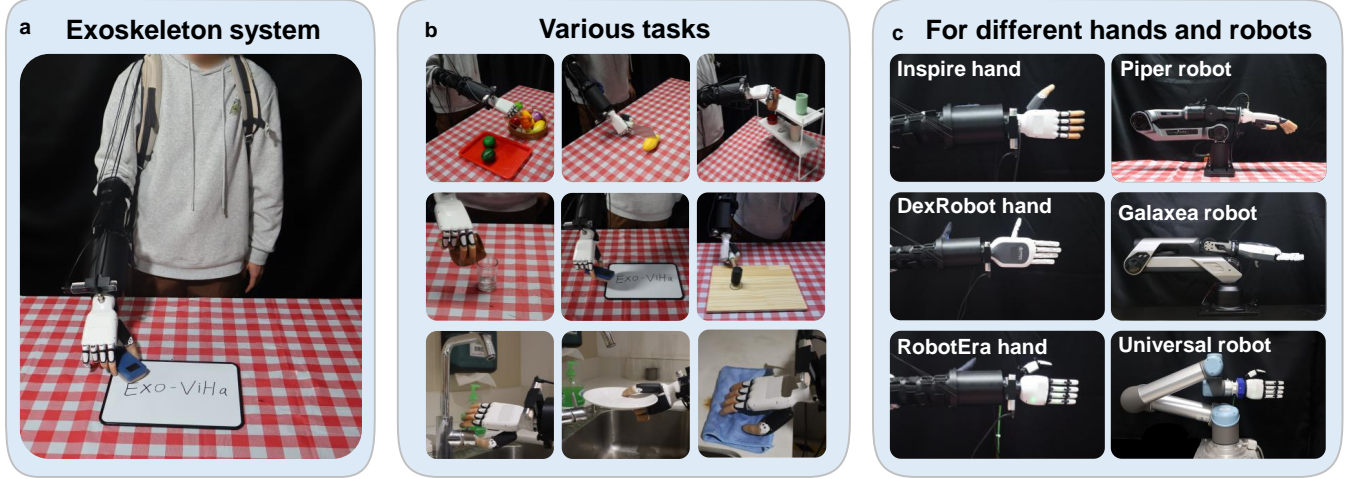 a Exoskeleton system
Exo-ViHa
b Various tasks
Exo-ViHa
c For different hands and robots
Inspire hand
Piper robot
DexRobot hand
Galaxea robot
RobotEra hand
Universal robot